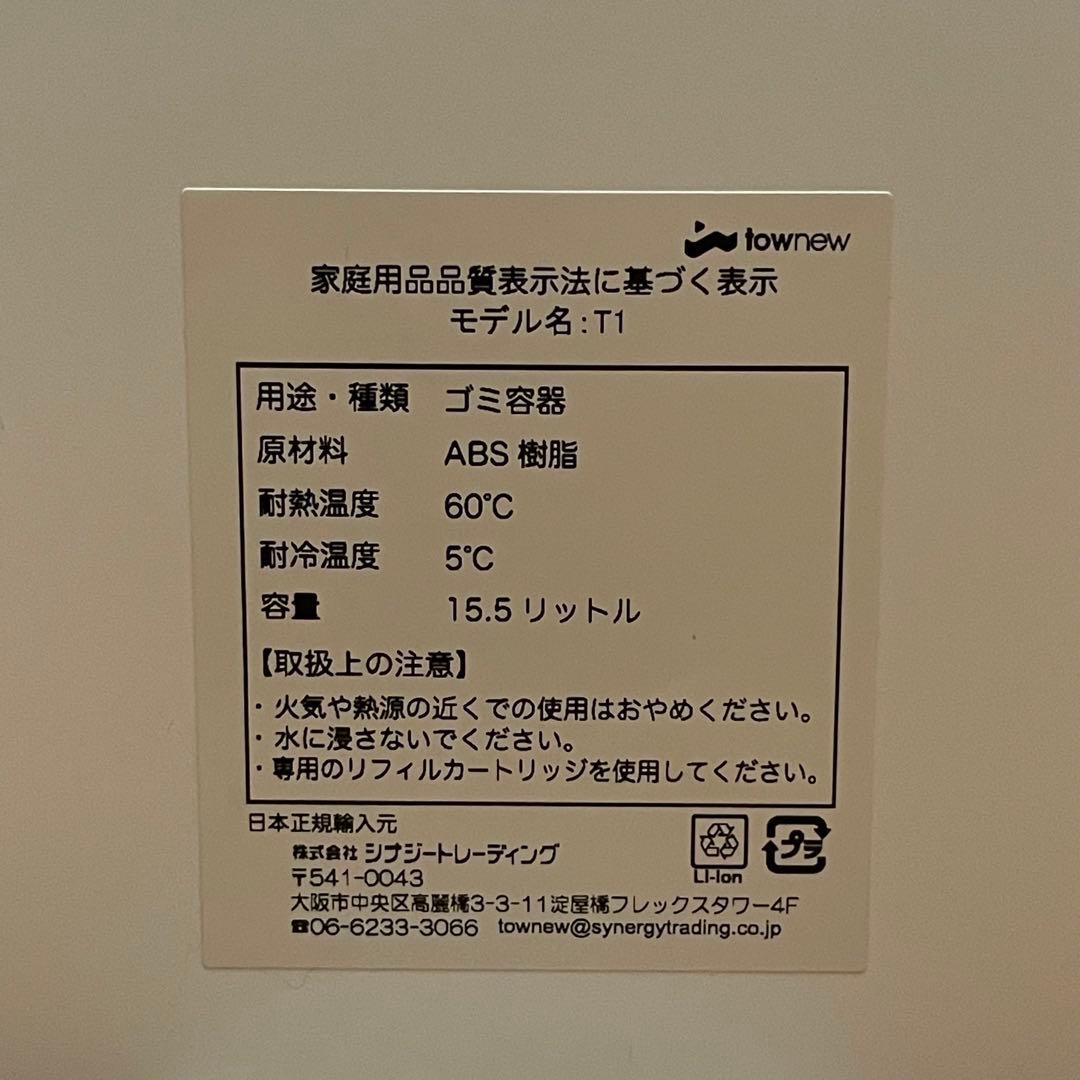 townew
家庭用品品質表示法に基づく表示
モデル名:T1
用途・種類 ゴミ容器
原材料 ABS 樹脂
耐熱温度 60℃
耐冷温度 5℃
容量 15.5 リットル
【取扱上の注意】
・火気や熱源の近くでの使用はおやめください。
・水に浸さないでください。
・専用のリフィルカートリッジを使用してください。
日本正規輸入元
株式会社 シナジートレーディング
〒541-0043
大阪市中央区高麗橋3-3-11淀屋橋フレックスタワー4F
☎06-6233-3066 townew@synergytrading.co.jp
Li-Ion
プラ